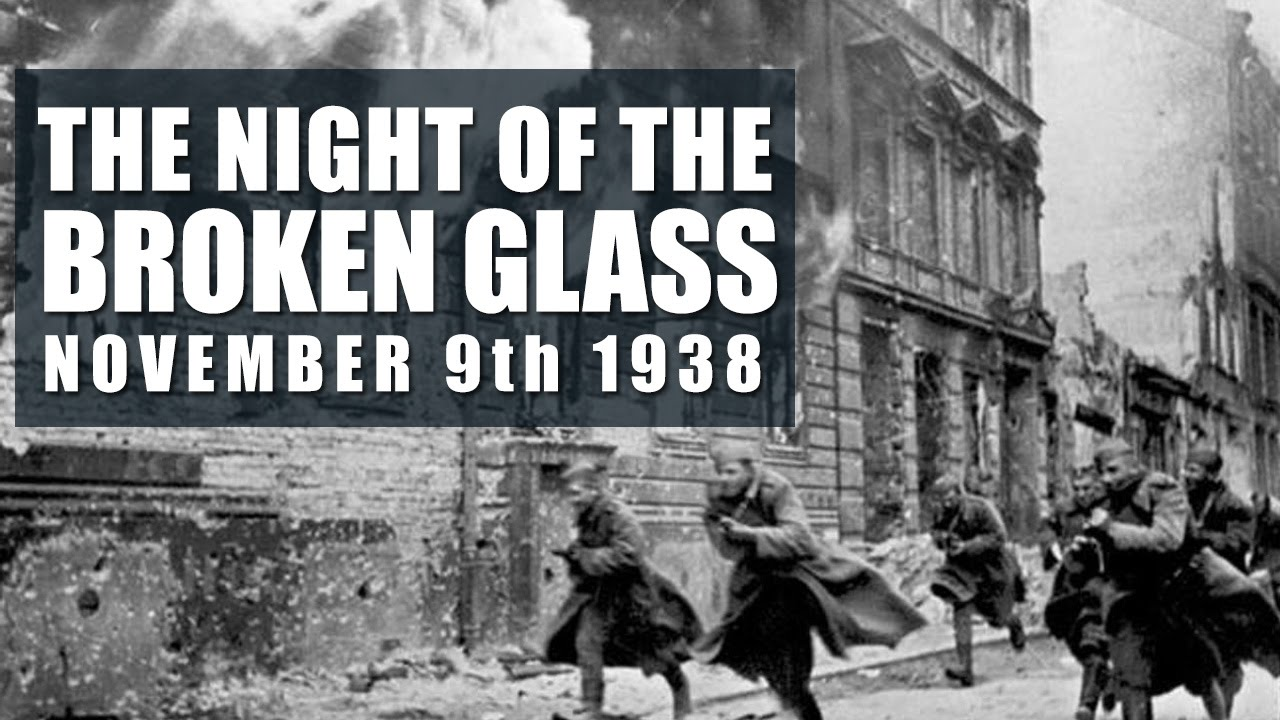 THE NIGHT OF THE
BROKEN GLASS
NOVEMBER 9th 1938